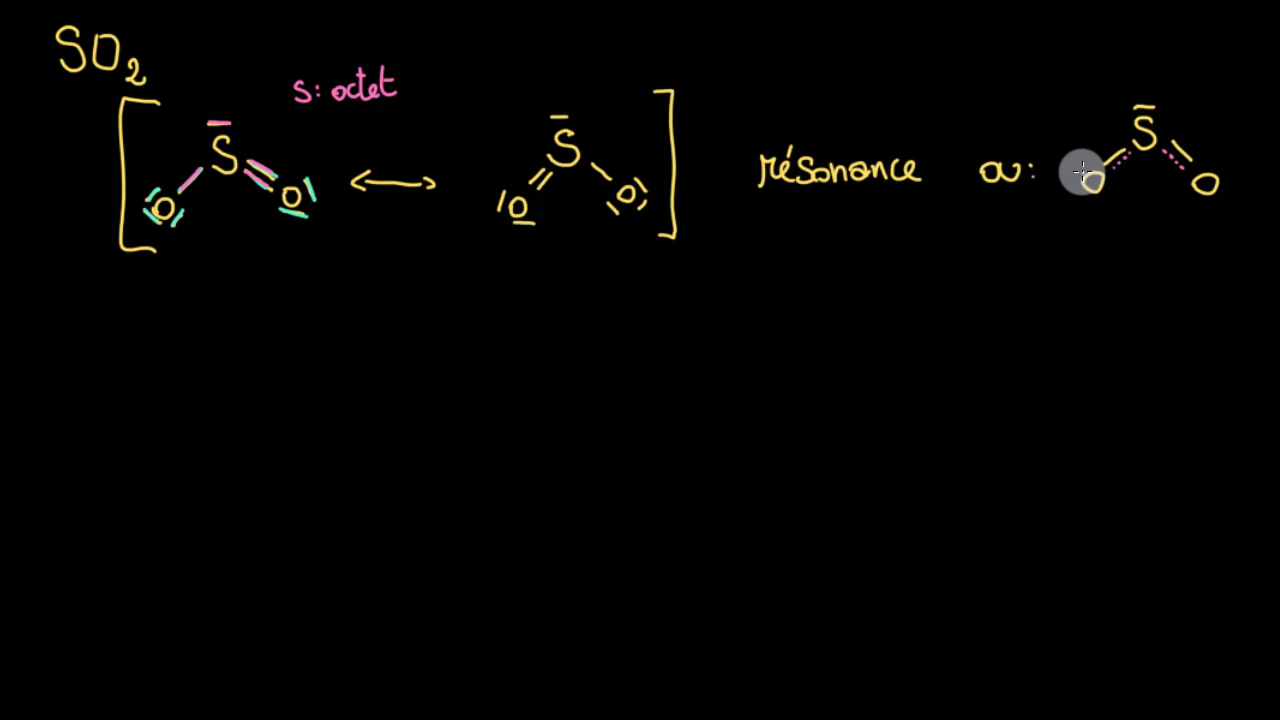 SO₂
S: octet
S S résonance ou: S
O O O O O O